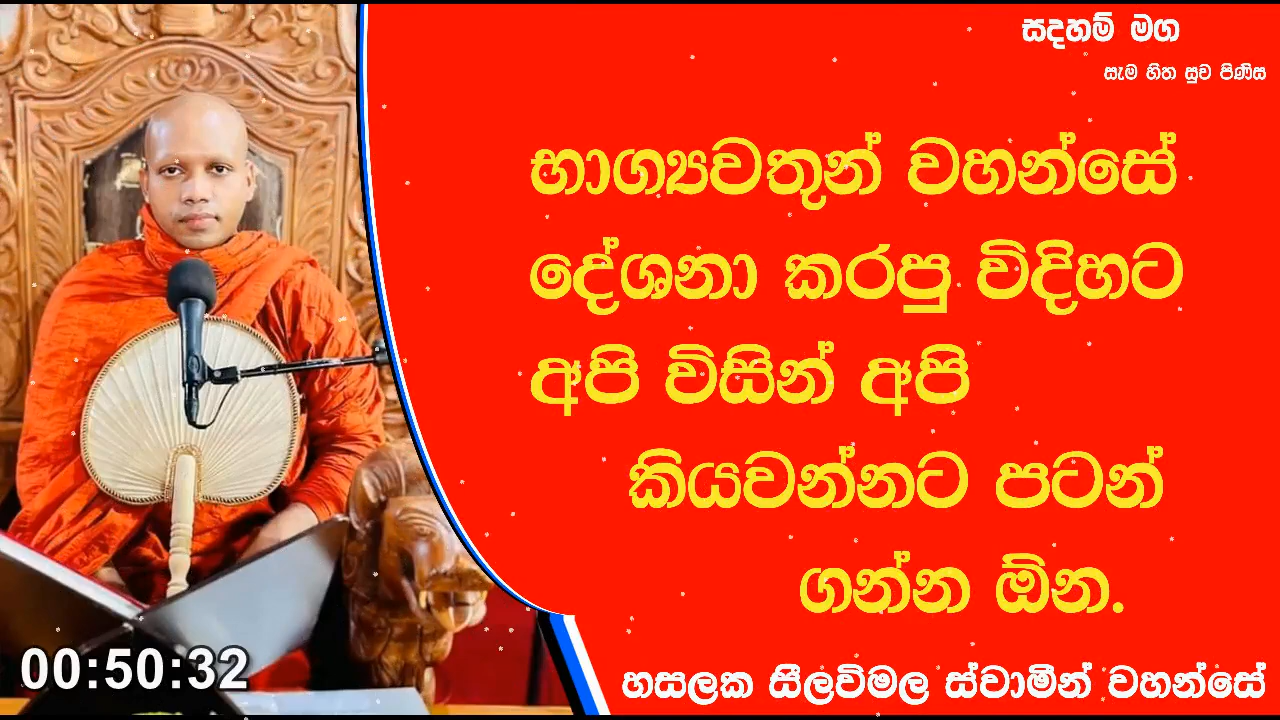 සදහම් මග
සැම හිත සුව පිණිස
භාග්‍යවතුන් වහන්සේ
දේශනා කරපු විදිහට
අපි විසින් අපි
කියවන්නට පටන්
ගන්න ඕන.
00:50:32
හසලක සීලවිමල ස්වාමීන් වහන්සේ